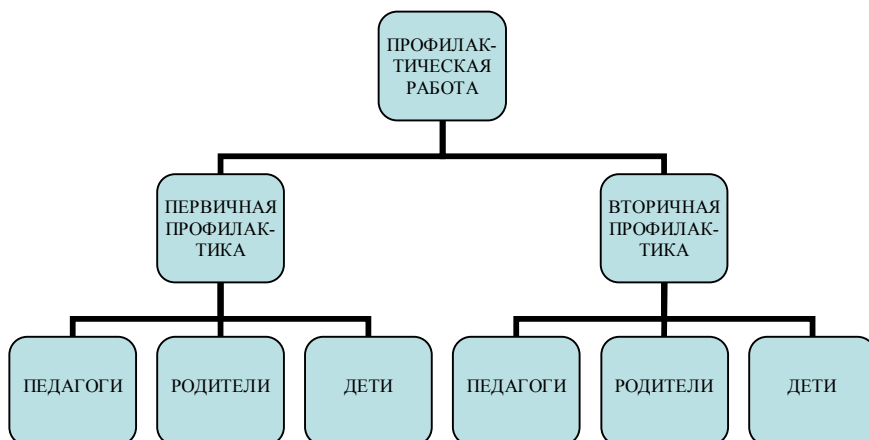 ПРОФИЛАК-
ТИЧЕСКАЯ
РАБОТА
ПЕРВИЧНАЯ
ПРОФИЛАК-
ТИКА
ВТОРИЧНАЯ
ПРОФИЛАК-
ТИКА
ПЕДАГОГИ
РОДИТЕЛИ
ДЕТИ
ПЕДАГОГИ
РОДИТЕЛИ
ДЕТИ